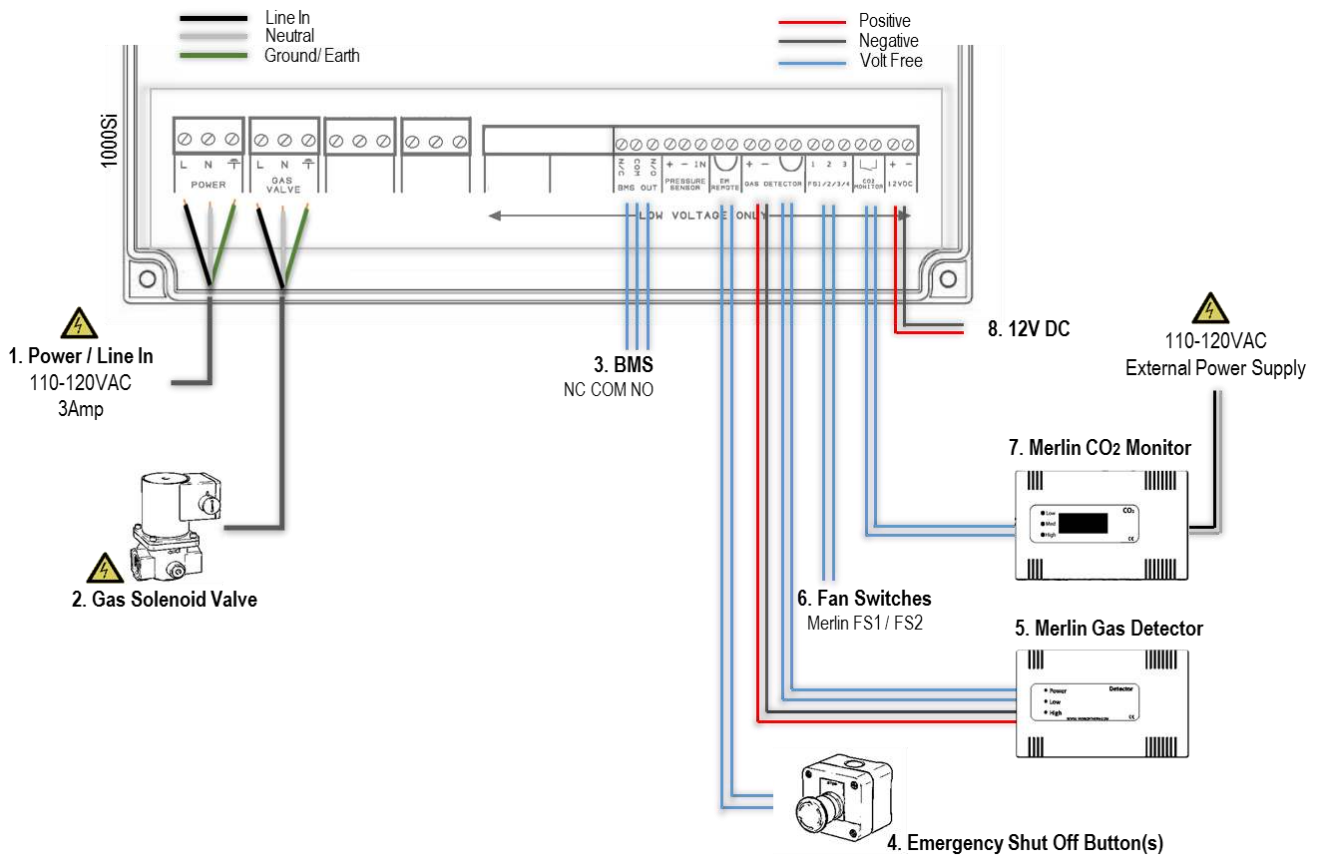 Line In
Neutral
Ground/ Earth
Positive
Negative
Volt Free
1000Si
L N
POWER
L N
GAS
VALVE
N/C COM N/O
BMS OUT
+ - IN
PRESSURE
SENSOR
EM
REMOTE
+ -
GAS DETECTOR
1 2 3
FS1/2/3/4
CO2
MONITOR
+ -
12VDC
LOW VOLTAGE ONLY
1. Power / Line In
110-120VAC
3Amp
2. Gas Solenoid Valve
3. BMS
NC COM NO
8. 12V DC
110-120VAC
External Power Supply
7. Merlin CO2 Monitor
Low
Med
High
CO2
CE
6. Fan Switches
Merlin FS1 / FS2
5. Merlin Gas Detector
Power
Low
High
Detector
CE
4. Emergency Shut Off Button(s)